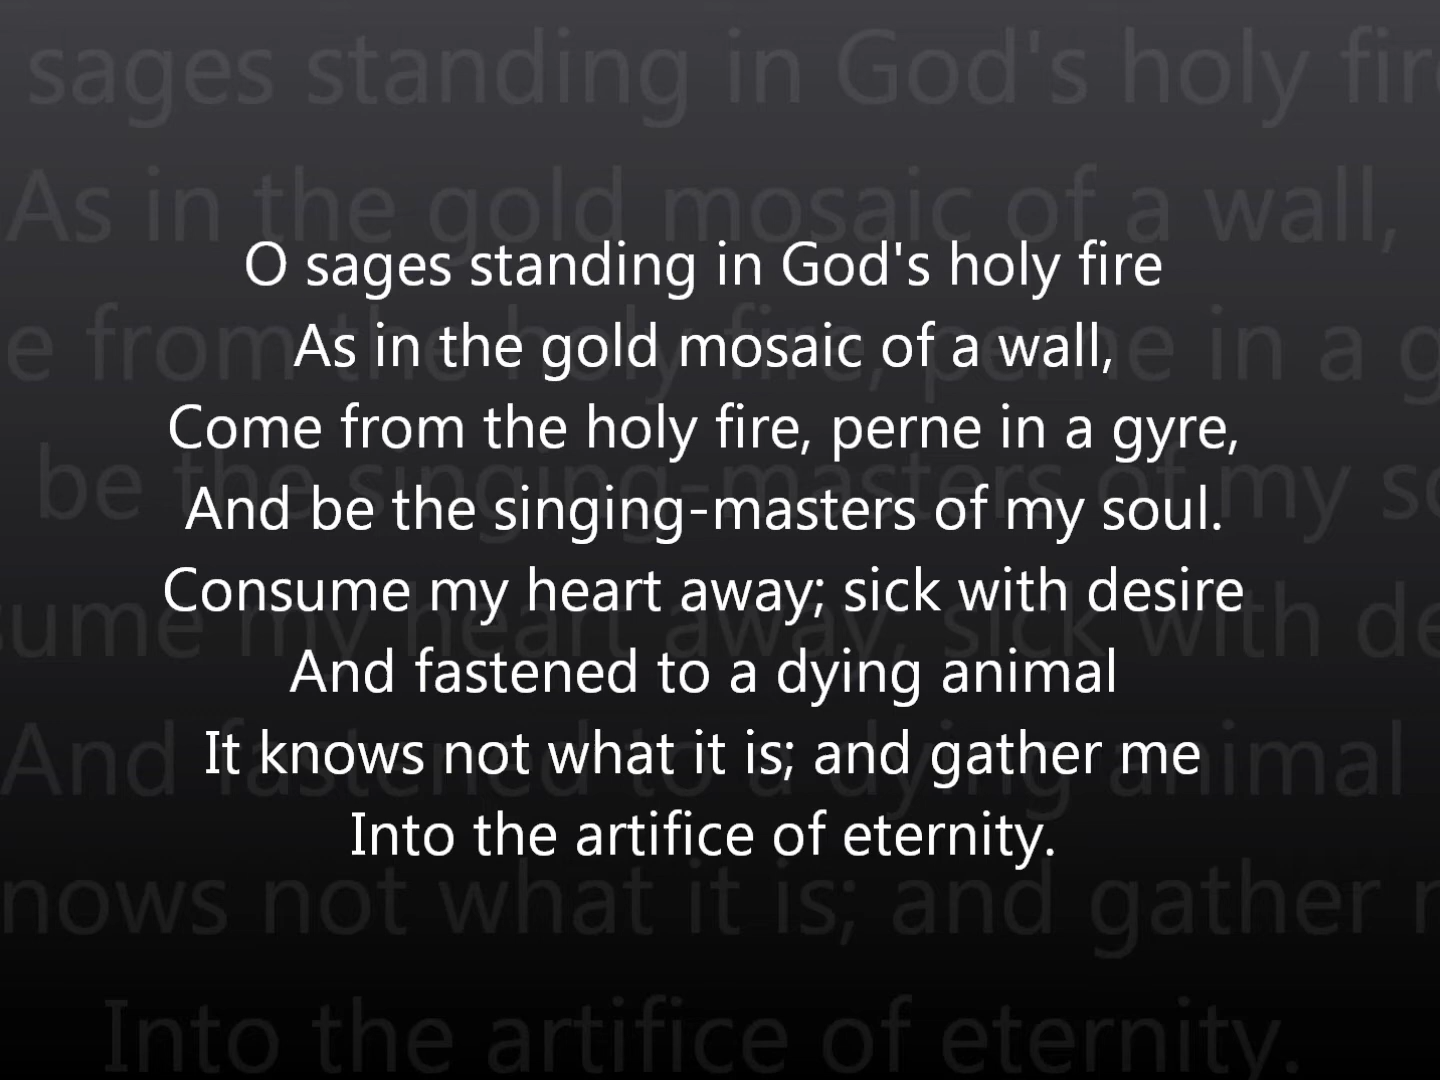 O sages standing in God's holy fire
As in the gold mosaic of a wall,
Come from the holy fire, perne in a gyre,
And be the singing-masters of my soul.
Consume my heart away; sick with desire
And fastened to a dying animal
It knows not what it is; and gather me
Into the artifice of eternity.